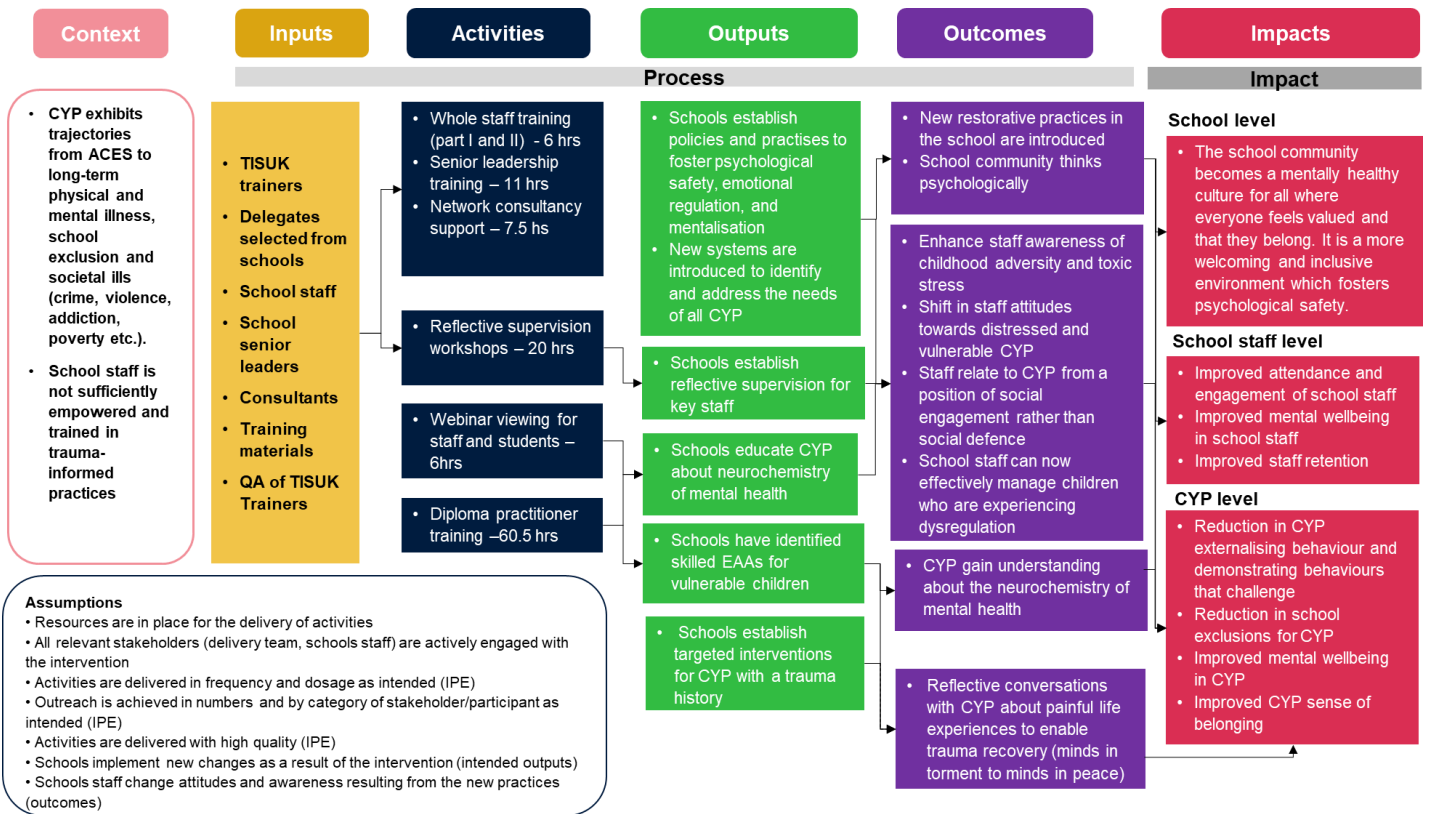 Context
Inputs
Activities
Outputs
Outcomes
Impacts
Process
Impact
• CYP exhibits
trajectories
from ACES to
long-term
physical and
mental illness,
school
exclusion and
societal ills
(crime, violence,
addiction,
poverty etc.).
• School staff is
not sufficiently
empowered and
trained in
trauma-
informed
practices
• TISUK
trainers
• Delegates
selected from
schools
• School staff
• School
senior
leaders
• Consultants
• Training
materials
• QA of TISUK
Trainers
• Whole staff training
(part I and II) - 6 hrs
• Senior leadership
training – 11 hrs
• Network consultancy
support – 7.5 hs
• Reflective supervision
workshops – 20 hrs
• Webinar viewing for
staff and students –
6hrs
• Diploma practitioner
training –60.5 hrs
• Schools establish
policies and practises to
foster psychological
safety, emotional
regulation, and
mentalisation
• New systems are
introduced to identify
and address the needs
of all CYP
• Schools establish
reflective supervision for
key staff
• Schools educate CYP
about neurochemistry
of mental health
• Schools have identified
skilled EAAs for
vulnerable children
• Schools establish
targeted interventions
for CYP with a trauma
history
• New restorative practices in
the school are introduced
• School community thinks
psychologically
• Enhance staff awareness of
childhood adversity and toxic
stress
• Shift in staff attitudes
towards distressed and
vulnerable CYP
• Staff relate to CYP from a
position of social
engagement rather than
social defence
• School staff can now
effectively manage children
who are experiencing
dysregulation
• CYP gain understanding
about the neurochemistry of
mental health
• Reflective conversations
with CYP about painful life
experiences to enable
trauma recovery (minds in
torment to minds in peace)
School level
• The school community
becomes a mentally healthy
culture for all where
everyone feels valued and
that they belong. It is a more
welcoming and inclusive
environment which fosters
psychological safety.
School staff level
• Improved attendance and
engagement of school staff
• Improved mental wellbeing
in school staff
• Improved staff retention
CYP level
• Reduction in CYP
externalising behaviour and
demonstrating behaviours
that challenge
• Reduction in school
exclusions for CYP
• Improved mental wellbeing
in CYP
• Improved CYP sense of
belonging
Assumptions
• Resources are in place for the delivery of activities
• All relevant stakeholders (delivery team, schools staff) are actively engaged with
the intervention
• Activities are delivered in frequency and dosage as intended (IPE)
• Outreach is achieved in numbers and by category of stakeholder/participant as
intended (IPE)
• Activities are delivered with high quality (IPE)
• Schools implement new changes as a result of the intervention (intended outputs)
• Schools staff change attitudes and awareness resulting from the new practices
(outcomes)